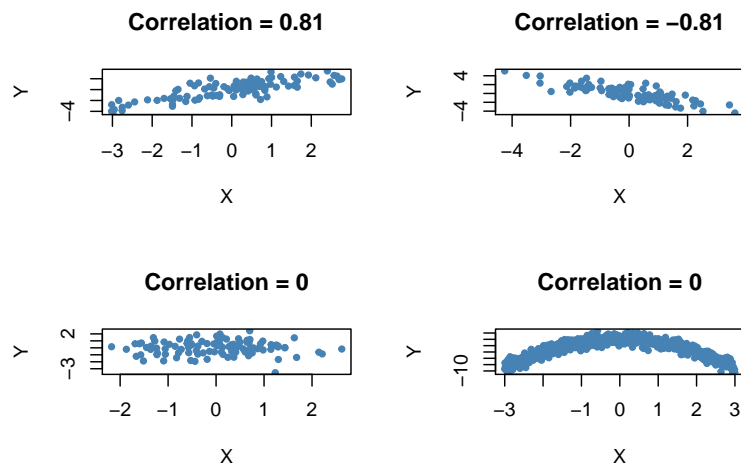 Correlation = 0.81
Y
−4
−3 −2 −1 0 1 2
X
Correlation = −0.81
Y
4
−4
−4 −2 0 2
X
Correlation = 0
Y
2
−3
−2 −1 0 1 2
X
Correlation = 0
Y
−10
−3 −1 0 1 2 3
X